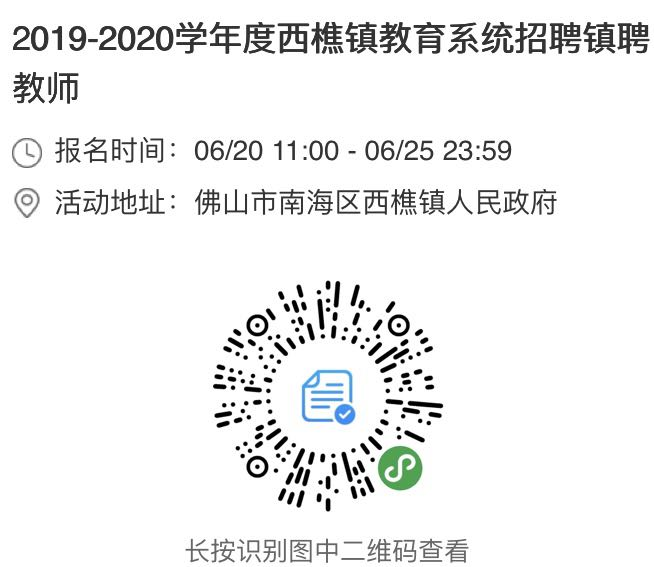 2019-2020学年度西樵镇教育系统招聘镇聘
教师
报名时间：06/20 11:00 - 06/25 23:59
活动地址：佛山市南海区西樵镇人民政府
长按识别图中二维码查看